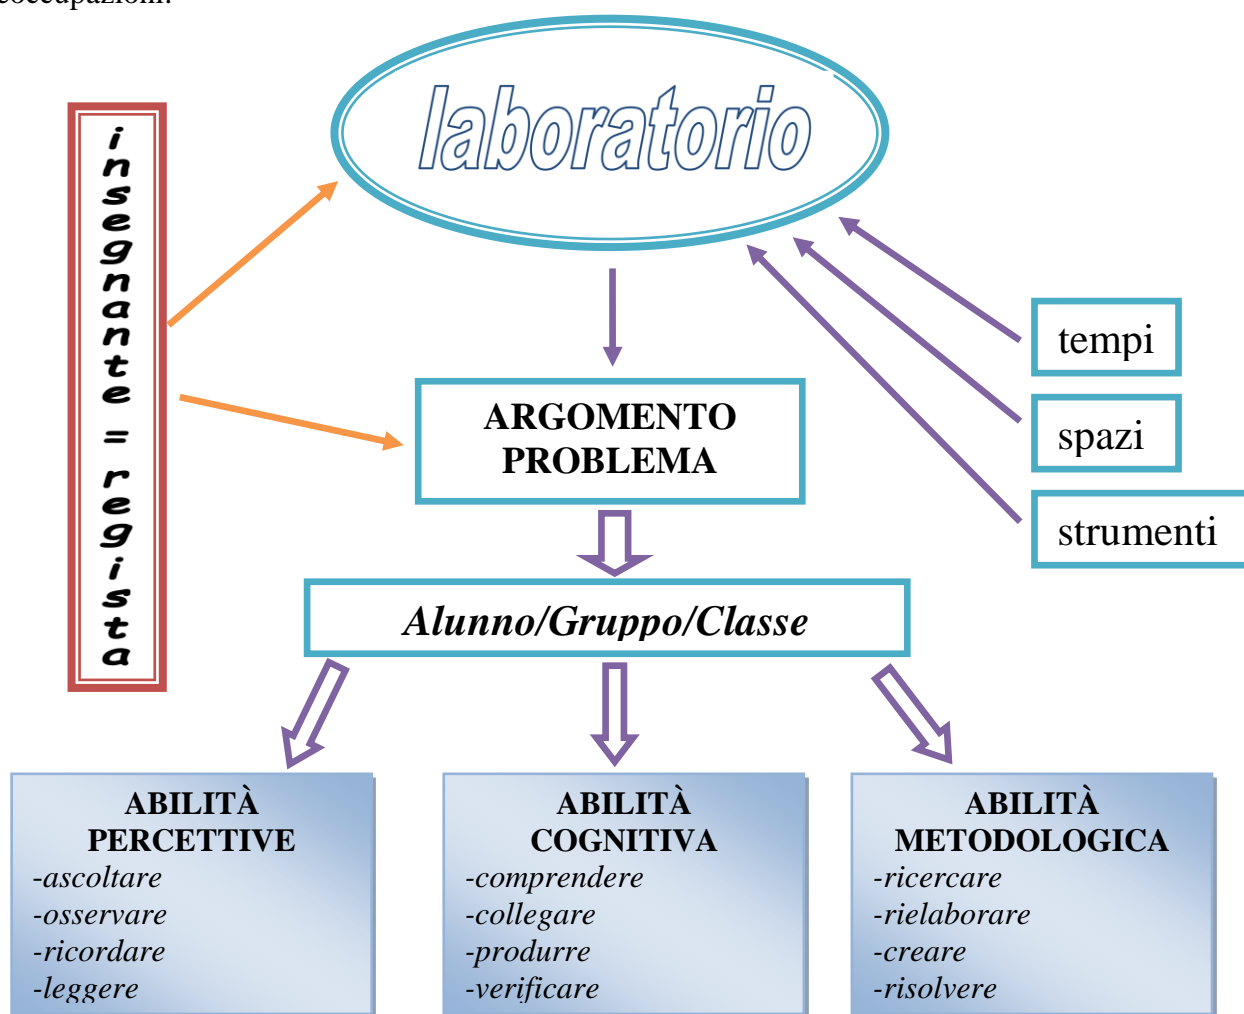 laboratorio
insegnante = regista
tempi
ARGOMENTO
PROBLEMA
spazi
strumenti
Alunno/Gruppo/Classe
ABILITÀ
PERCETTIVE
-ascoltare
-osservare
-ricordare
-leggere
ABILITÀ
COGNITIVA
-comprendere
-collegare
-produrre
-verificare
ABILITÀ
METODOLOGICA
-ricercare
-rielaborare
-creare
-risolvere